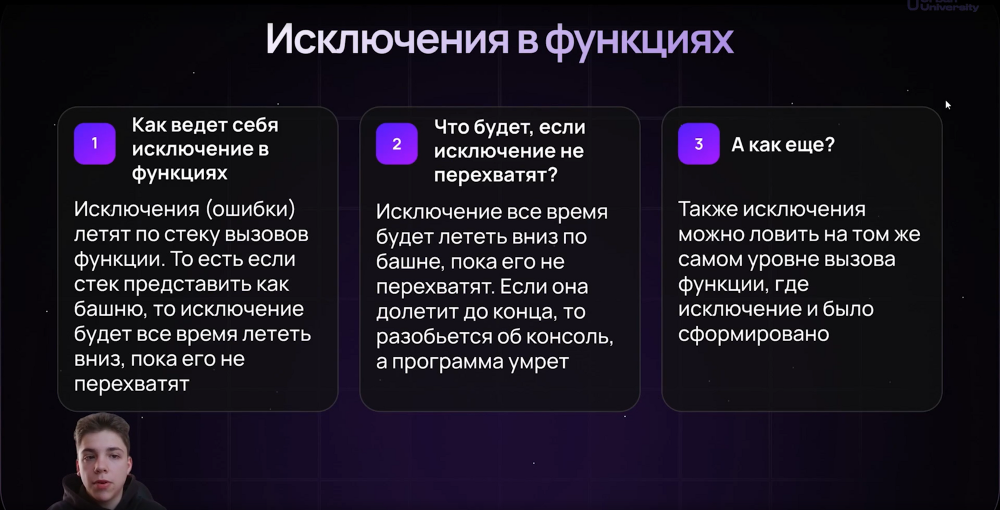 University
Исключения в функциях
1
Как ведет себя
исключение в
функциях
Исключения (ошибки)
летят по стеку вызовов
функции. То есть если
стек представить как
башню, то исключение
будет все время лететь
вниз, пока его не
перехватят
2
Что будет, если
исключение не
перехватят?
Исключение все время
будет лететь вниз по
башне, пока его не
перехватят. Если она
долетит до конца, то
разобьется об консоль,
а программа умрет
3
А как еще?
Также исключения
можно ловить на том же
самом уровне вызова
функции, где
исключение и было
сформировано